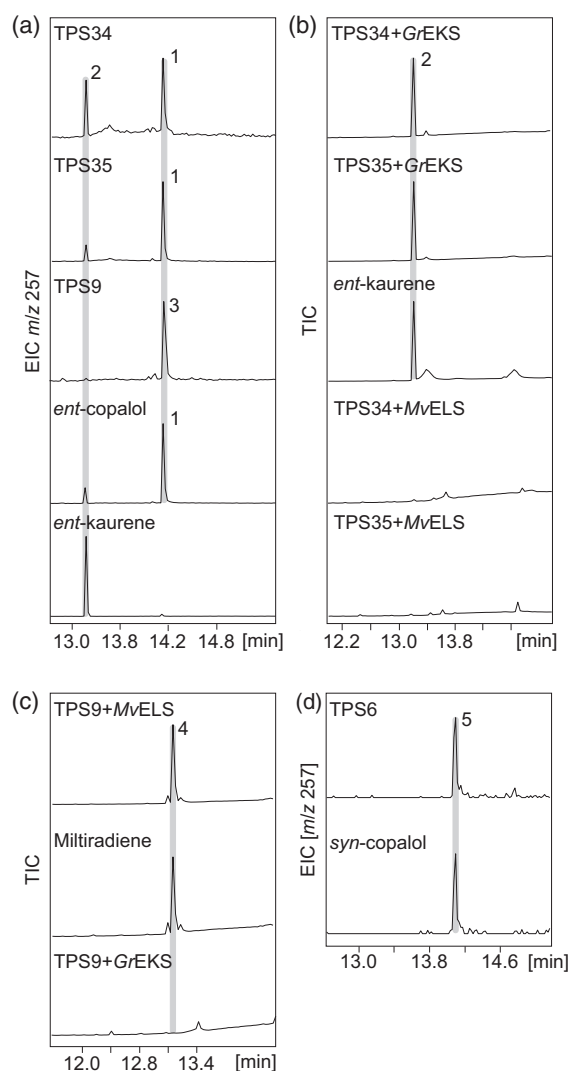 (a)
TPS34
2
1
TPS35
1
TPS9
3
ent-copalol
1
ent-kaurene
EIC m/z 257
13.0 13.8 14.2 14.8 [min]
(b)
TPS34+GrEKS
2
TPS35+GrEKS
ent-kaurene
TPS34+MvELS
TPS35+MvELS
TIC
12.2 13.0 13.8 [min]
(c)
TPS9+MvELS
4
Miltiradiene
TPS9+GrEKS
TIC
12.0 12.8 13.4 [min]
(d)
TPS6
5
syn-copalol
EIC [m/z 257]
13.0 13.8 14.6 [min]